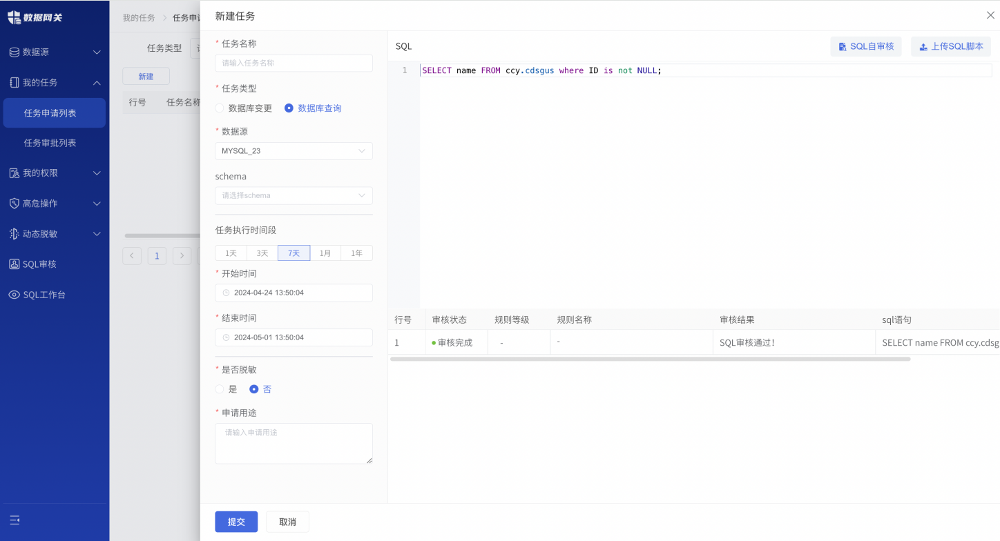 数据网关
数据源
我的任务
任务申请列表
任务审批列表
我的权限
高危操作
动态脱敏
SQL审核
SQL工作台
我的任务 > 任务申
任务类型
新建
行号 任务名称
1
新建任务
* 任务名称
请输入任务名称
* 任务类型
数据库变更 数据库查询
* 数据源
MYSQL_23
schema
请选择schema
任务执行时间段
1天 3天 7天 1月 1年
* 开始时间
2024-04-24 13:50:04
* 结束时间
2024-05-01 13:50:04
* 是否脱敏
是 否
* 申请用途
请输入申请用途
提交 取消
SQL SQL自审核 上传SQL脚本
1 SELECT name FROM ccy.cdsgus where ID is not NULL;
行号 审核状态 规则等级 规则名称 审核结果 sql语句
1 审核完成 - - SQL审核通过! SELECT name FROM ccy.cdsg